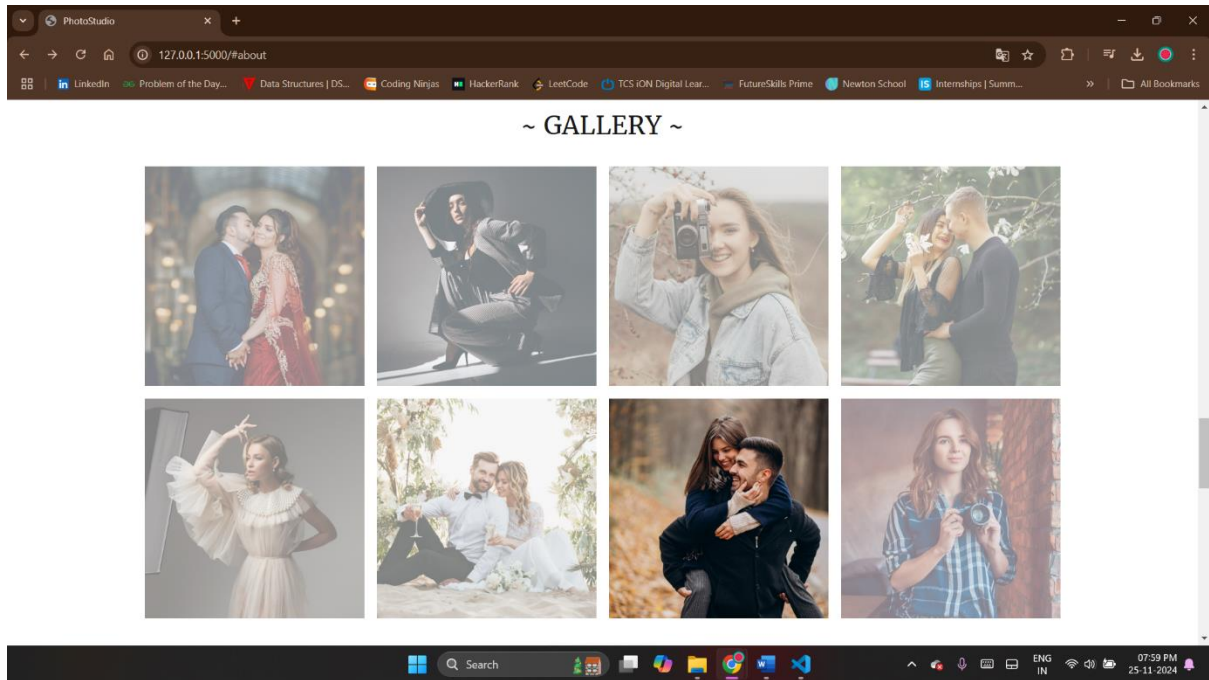 PhotoStudio
127.0.0.1:5000/#about
LinkedIn Problem of the Day... Data Structures | DS... Coding Ninjas HackerRank LeetCode TCS iON Digital Lear... FutureSkills Prime Newton School IS Internships | Summ... » All Bookmarks
~ GALLERY ~
Search
ENG 07:59 PM
IN 25-11-2024